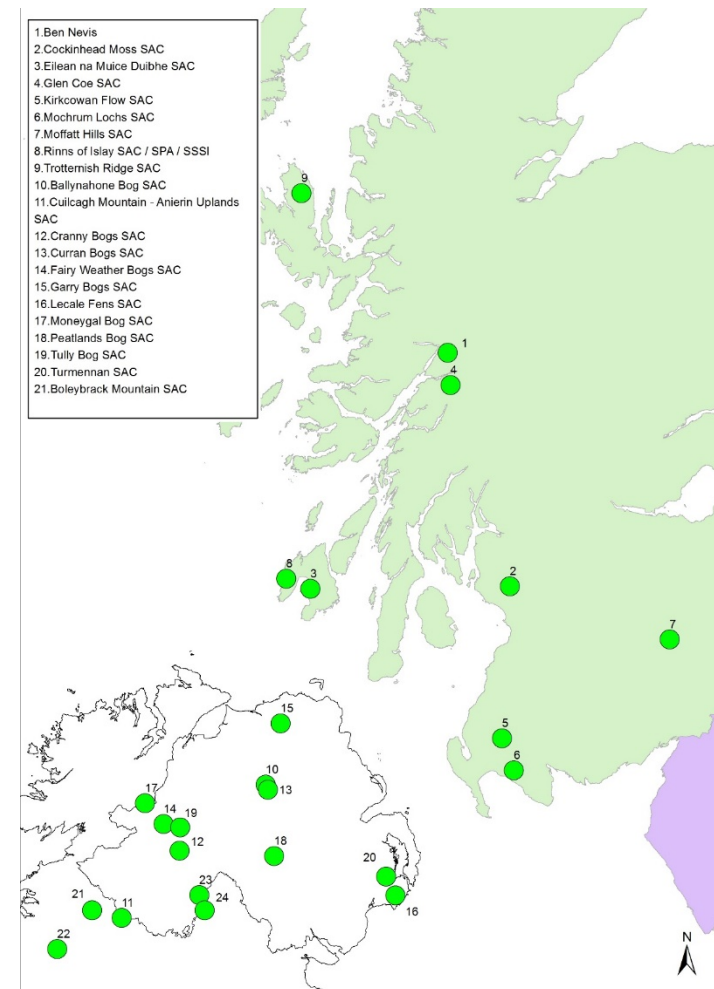 1.Ben Nevis
2.Cockinhead Moss SAC
3.Eilean na Muice Duibhe SAC
4.Glen Coe SAC
5.Kirkcowan Flow SAC
6.Mochrum Lochs SAC
7.Moffatt Hills SAC
8.Rinns of Islay SAC / SPA / SSSI
9.Trotternish Ridge SAC
10.Ballynahone Bog SAC
11.Cuilcagh Mountain - Anierin Uplands
SAC
12.Cranny Bogs SAC
13.Curran Bogs SAC
14.Fairy Weather Bogs SAC
15.Garry Bogs SAC
16.Lecale Fens SAC
17.Moneygal Bog SAC
18.Peatlands Bog SAC
19.Tully Bog SAC
20.Turmennan SAC
21.Boleybrack Mountain SAC
9
1
4
8
3
2
7
5
6
15
10
13
17
14
19
12
18
20
16
23
24
21
11
22
N